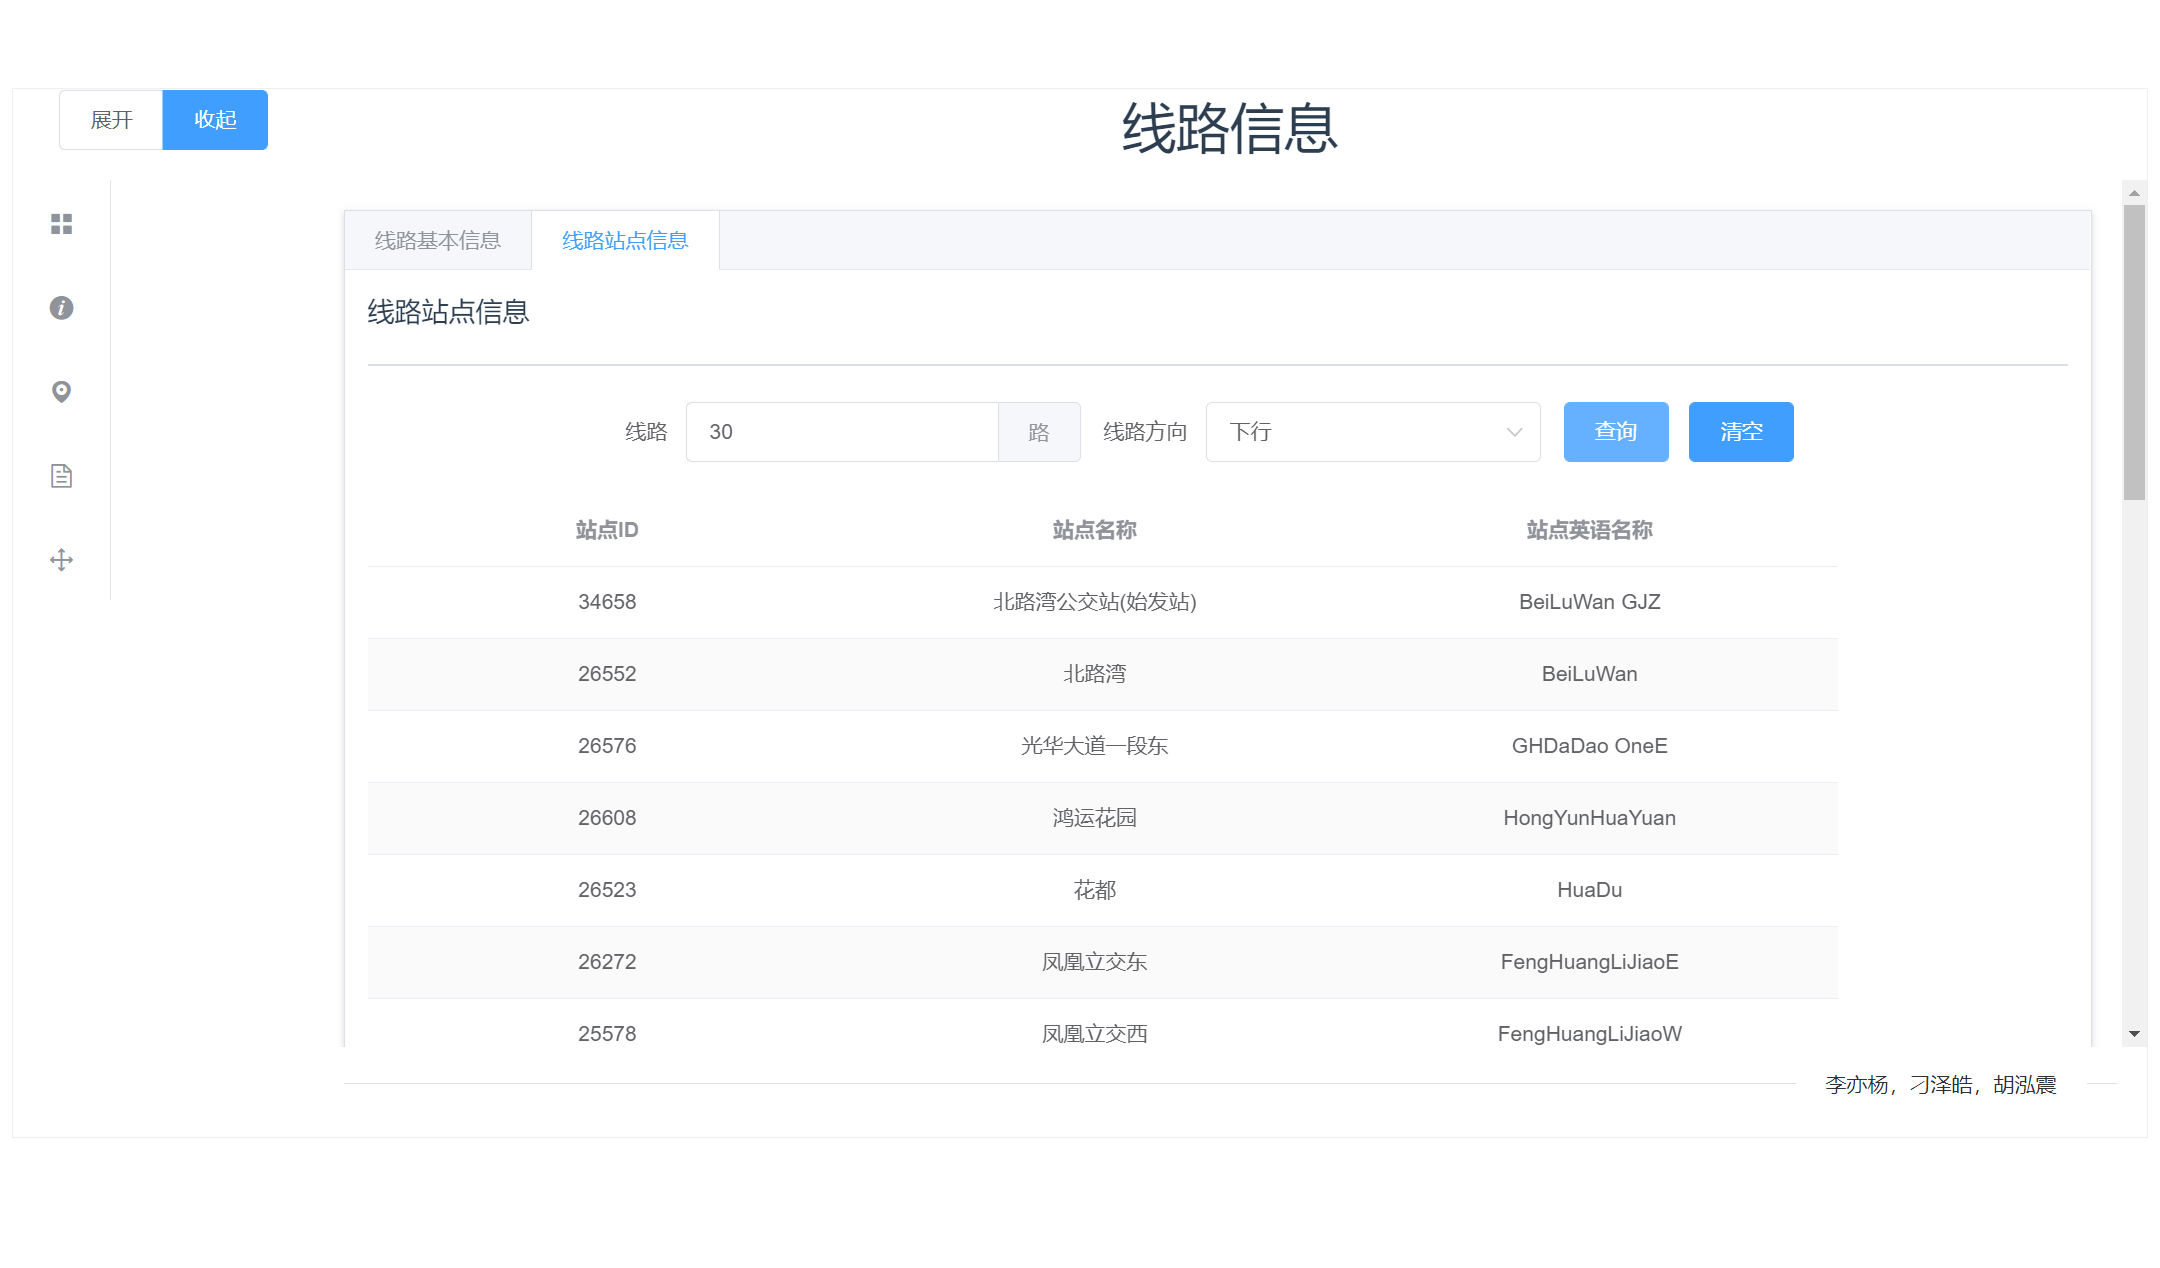 展开 收起
线路信息
线路基本信息 线路站点信息
线路站点信息
线路 30 路 线路方向 下行 查询 清空
站点ID 站点名称 站点英语名称
34658 北路湾公交站(始发站) BeiLuWan GJZ
26552 北路湾 BeiLuWan
26576 光华大道一段东 GHDaDao OneE
26608 鸿运花园 HongYunHuaYuan
26523 花都 HuaDu
26272 凤凰立交东 FengHuangLiJiaoE
25578 凤凰立交西 FengHuangLiJiaoW
李亦杨，刁泽皓，胡泓震